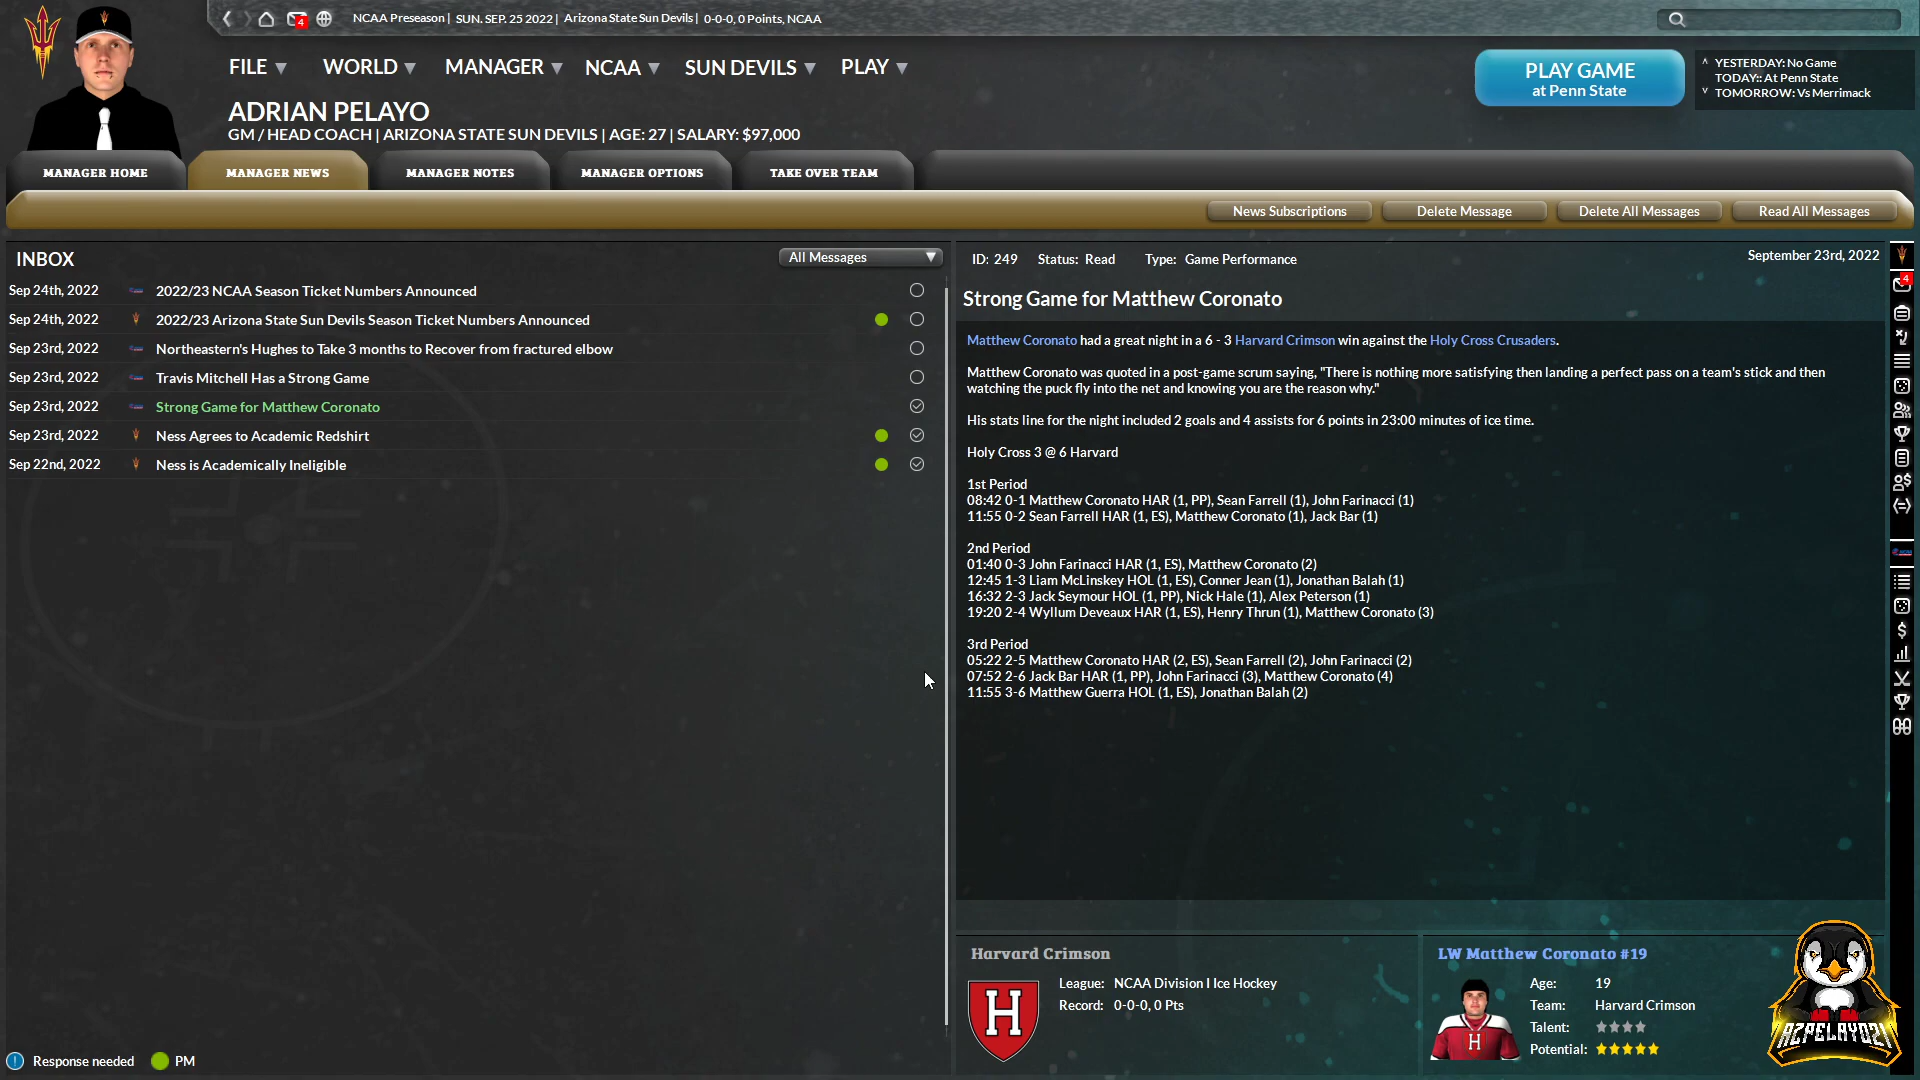 4
NCAA Preseason | SUN. SEP. 25 2022 | Arizona State Sun Devils | 0-0-0, 0 Points, NCAA
FILE WORLD MANAGER NCAA SUN DEVILS PLAY
PLAY GAME
at Penn State
YESTERDAY: No Game
TODAY:: At Penn State
TOMORROW: Vs Merrimack
ADRIAN PELAYO
GM / HEAD COACH | ARIZONA STATE SUN DEVILS | AGE: 27 | SALARY: $97,000
MANAGER HOME MANAGER NEWS MANAGER NOTES MANAGER OPTIONS TAKE OVER TEAM
News Subscriptions Delete Message Delete All Messages Read All Messages
INBOX
All Messages
Sep 24th, 2022 2022/23 NCAA Season Ticket Numbers Announced
Sep 24th, 2022 2022/23 Arizona State Sun Devils Season Ticket Numbers Announced
Sep 23rd, 2022 Northeastern's Hughes to Take 3 months to Recover from fractured elbow
Sep 23rd, 2022 Travis Mitchell Has a Strong Game
Sep 23rd, 2022 Strong Game for Matthew Coronato
Sep 23rd, 2022 Ness Agrees to Academic Redshirt
Sep 22nd, 2022 Ness is Academically Ineligible
Response needed PM
ID: 249 Status: Read Type: Game Performance
September 23rd, 2022
4
Strong Game for Matthew Coronato
Matthew Coronato had a great night in a 6 - 3 Harvard Crimson win against the Holy Cross Crusaders.
Matthew Coronato was quoted in a post-game scrum saying, "There is nothing more satisfying then landing a perfect pass on a team's stick and then
watching the puck fly into the net and knowing you are the reason why."
His stats line for the night included 2 goals and 4 assists for 6 points in 23:00 minutes of ice time.
Holy Cross 3 @ 6 Harvard
1st Period
08:42 0-1 Matthew Coronato HAR (1, PP), Sean Farrell (1), John Farinacci (1)
11:55 0-2 Sean Farrell HAR (1, ES), Matthew Coronato (1), Jack Bar (1)
2nd Period
01:40 0-3 John Farinacci HAR (1, ES), Matthew Coronato (2)
12:45 1-3 Liam McLinskey HOL (1, ES), Conner Jean (1), Jonathan Balah (1)
16:32 2-3 Jack Seymour HOL (1, PP), Nick Hale (1), Alex Peterson (1)
19:20 2-4 Wyllum Deveaux HAR (1, ES), Henry Thrun (1), Matthew Coronato (3)
3rd Period
05:22 2-5 Matthew Coronato HAR (2, ES), Sean Farrell (2), John Farinacci (2)
07:52 2-6 Jack Bar HAR (1, PP), John Farinacci (3), Matthew Coronato (4)
11:55 3-6 Matthew Guerra HOL (1, ES), Jonathan Balah (2)
Harvard Crimson
H
League: NCAA Division I Ice Hockey
Record: 0-0-0, 0 Pts
LW Matthew Coronato #19
H
Age: 19
Team: Harvard Crimson
Talent:
Potential:
AZPELAYO21